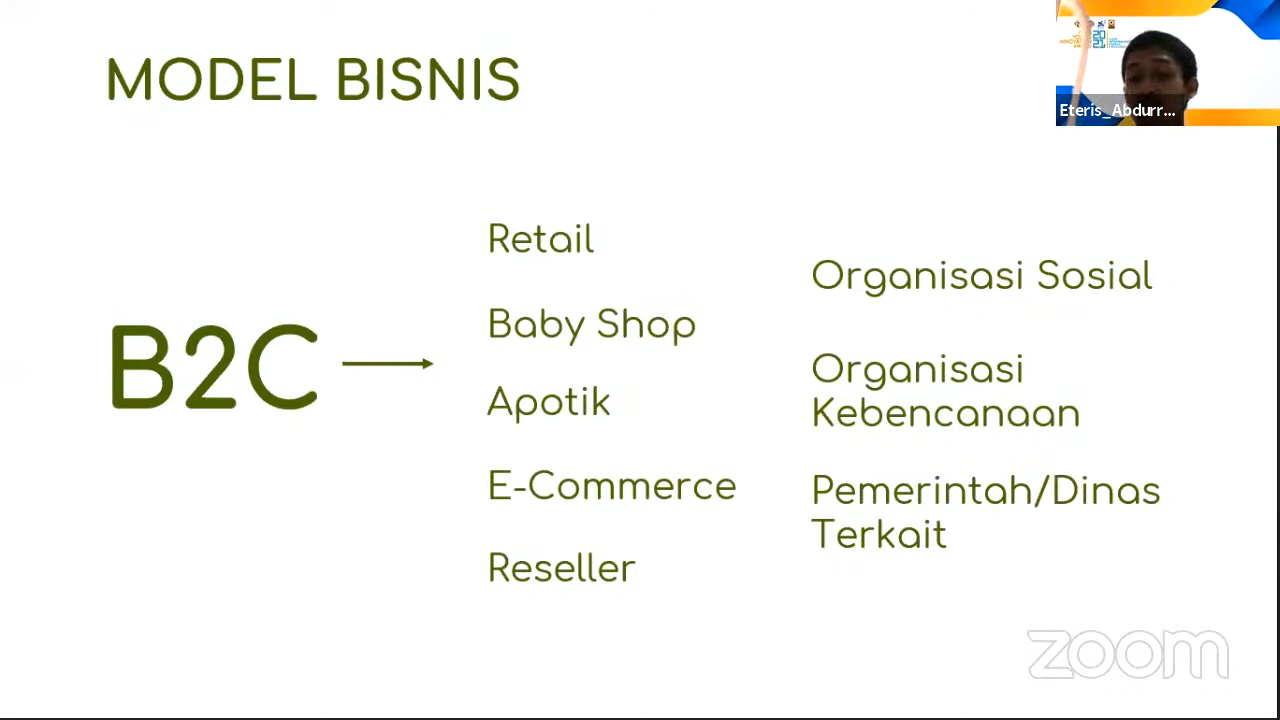 MODEL BISNIS
Eteris_Abdurr...
B2C
Retail
Baby Shop
Apotik
E-Commerce
Reseller
Organisasi Sosial
Organisasi
Kebencanaan
Pemerintah/Dinas
Terkait
zoom